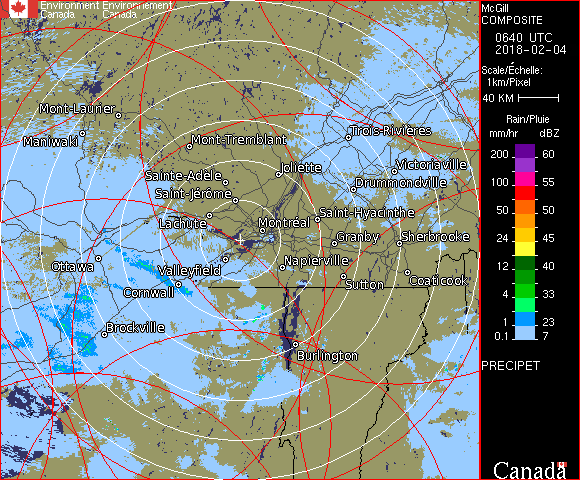 Environment Environnement
Canada Canada
McGill
COMPOSITE
0640 UTC
2018-02-04
Scale/Échelle:
1km/Pixel
40 KM
Rain/Pluie
mm/hr dBZ
200 60
100 55
50 50
24 45
12 40
4 33
1 23
0.1 7
PRECIPET
Canada
Mont-Laurier
Maniwaki
Mont-Tremblant
Trois-Rivières
Joliette
Victoriaville
Sainte-Adèle
Drummondville
Saint-Jérôme
Saint-Hyacinthe
Lachute
Montréal
Granby
Sherbrooke
Ottawa
Valleyfield
Napierville
Sutton
Coaticook
Cornwall
Brockville
Burlington